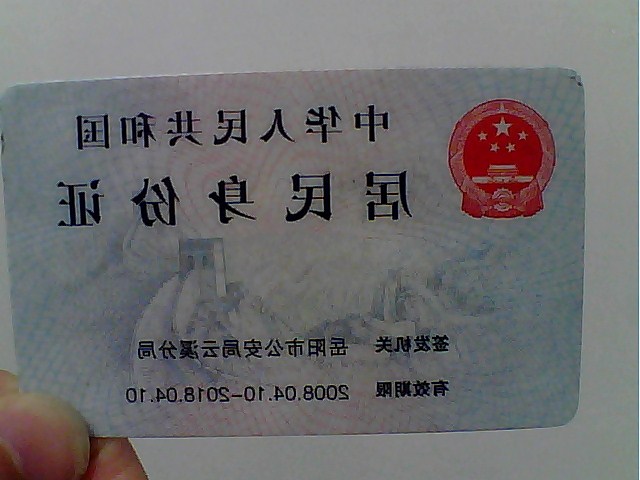 中华人民共和国
居民身份证
签发机关 岳阳市公安局云溪分局
有效期限 2008.04.10-2018.04.10